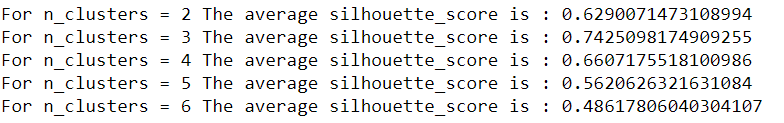 For n_clusters = 2 The average silhouette_score is : 0.6290071473108994
For n_clusters = 3 The average silhouette_score is : 0.7425098174909255
For n_clusters = 4 The average silhouette_score is : 0.6607175518100986
For n_clusters = 5 The average silhouette_score is : 0.5620626321631084
For n_clusters = 6 The average silhouette_score is : 0.48617806040304107